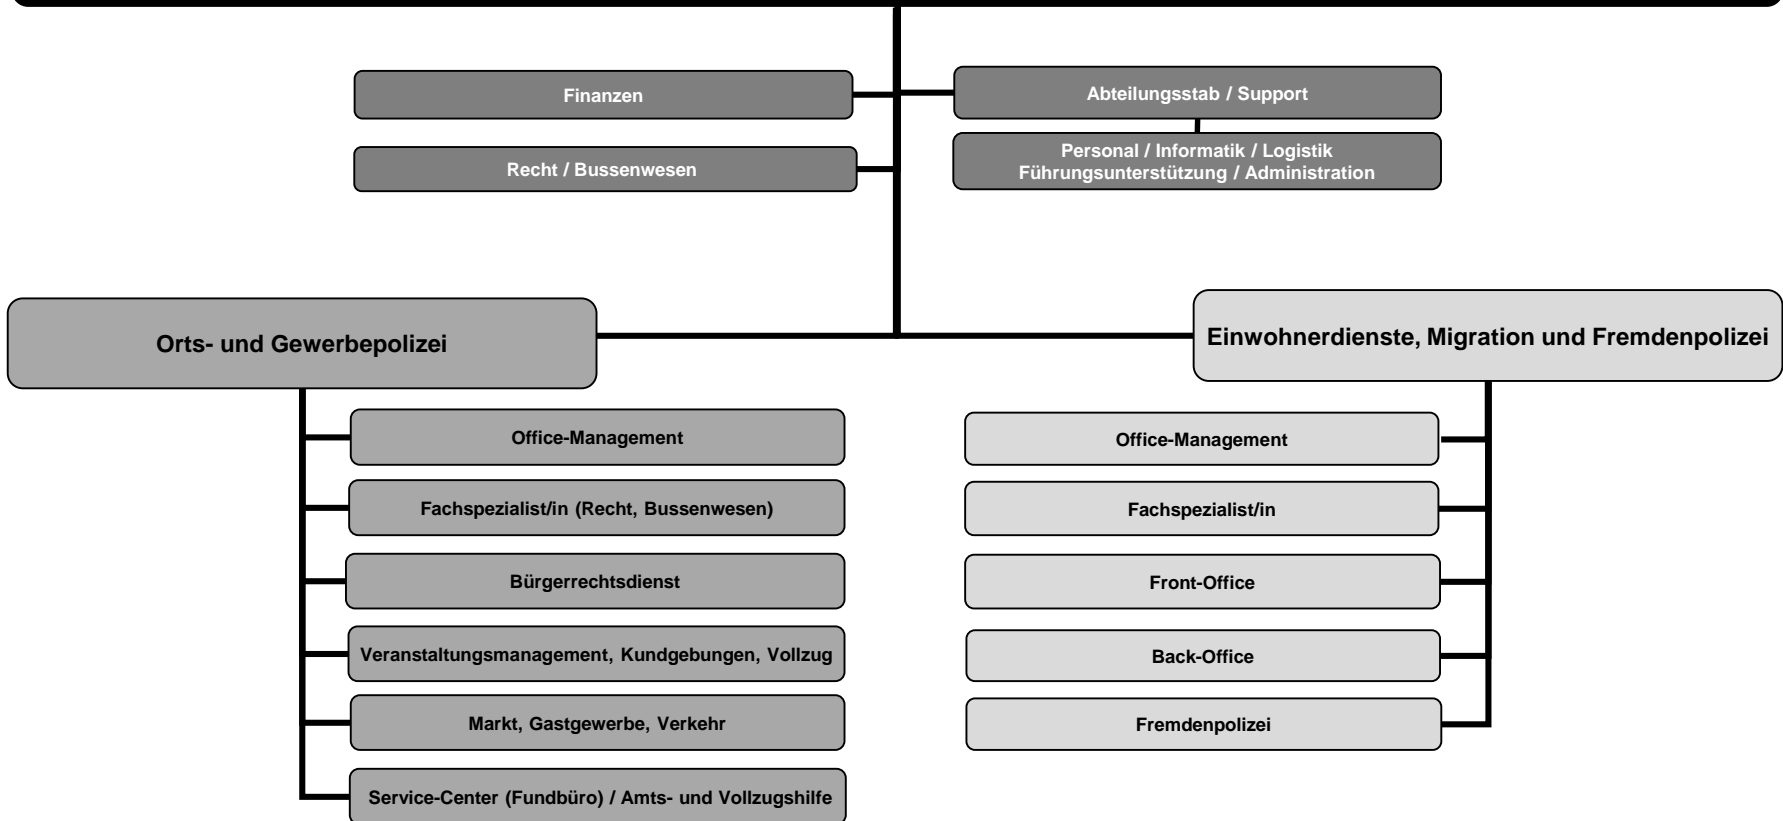 Finanzen
Abteilungsstab / Support
Recht / Bussenwesen
Personal / Informatik / Logistik
Führungsunterstützung / Administration
Orts- und Gewerbepolizei
Einwohnerdienste, Migration und Fremdenpolizei
Office-Management
Fachspezialist/in (Recht, Bussenwesen)
Bürgerrechtsdienst
Veranstaltungsmanagement, Kundgebungen, Vollzug
Markt, Gastgewerbe, Verkehr
Service-Center (Fundbüro) / Amts- und Vollzugshilfe
Office-Management
Fachspezialist/in
Front-Office
Back-Office
Fremdenpolizei